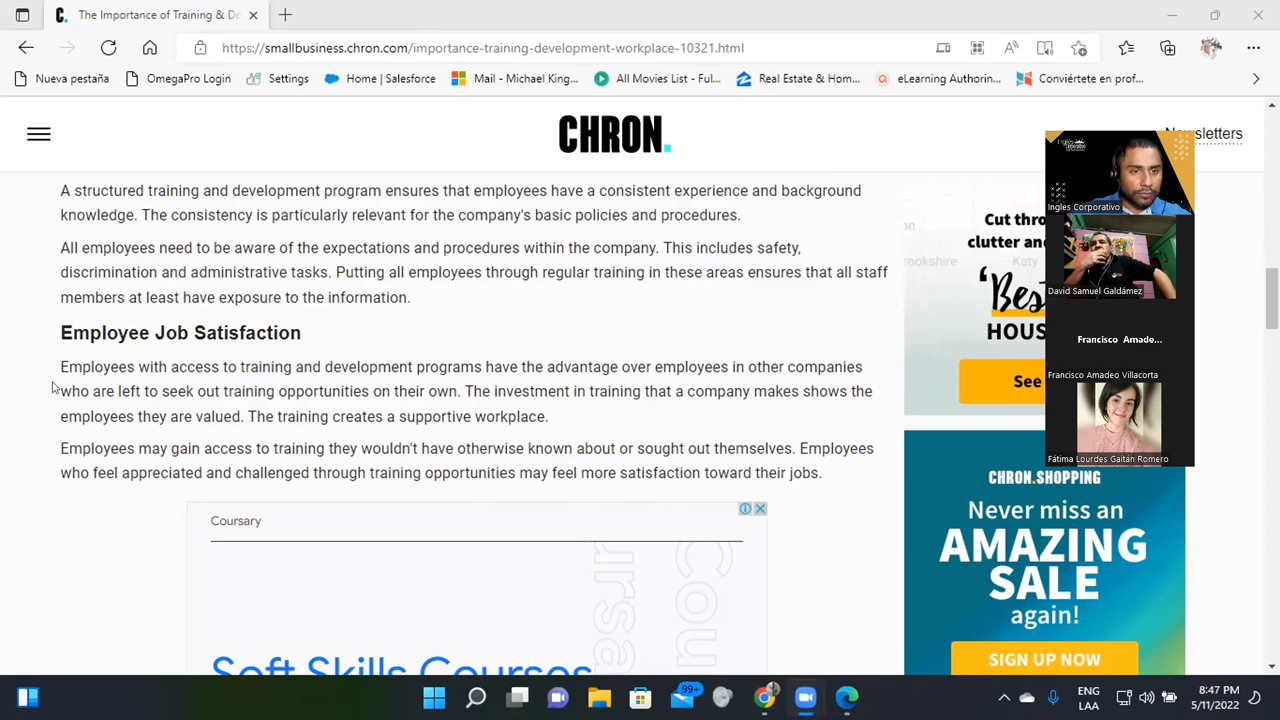 The Importance of Training & De
https://smallbusiness.chron.com/importance-training-development-workplace-10321.html
Nueva pestaña
OmegaPro Login
Settings
Home | Salesforce
Mail - Michael King...
All Movies List - Ful...
Real Estate & Hom...
eLearning Authorin...
Conviértete en prof...
CHRON.
Newsletters
A structured training and development program ensures that employees have a consistent experience and background
knowledge. The consistency is particularly relevant for the company's basic policies and procedures.
All employees need to be aware of the expectations and procedures within the company. This includes safety,
discrimination and administrative tasks. Putting all employees through regular training in these areas ensures that all staff
members at least have exposure to the information.
Employee Job Satisfaction
Employees with access to training and development programs have the advantage over employees in other companies
who are left to seek out training opportunities on their own. The investment in training that a company makes shows the
employees they are valued. The training creates a supportive workplace.
Employees may gain access to training they wouldn't have otherwise known about or sought out themselves. Employees
who feel appreciated and challenged through training opportunities may feel more satisfaction toward their jobs.
Coursary
Soft Skills Courses
Cut thro
clutter and
Brookshire
Katy
'Bes
HOUS
See
Ingles Corporativo
David Samuel Galdámez
Francisco Amade...
Francisco Amadeo Villacorta
Fátima Lourdes Gaitán Romero
CHRON.SHOPPING
Never miss an
AMAZING
SALE
again!
SIGN UP NOW
99+
ENG
LAA
8:47 PM
5/11/2022